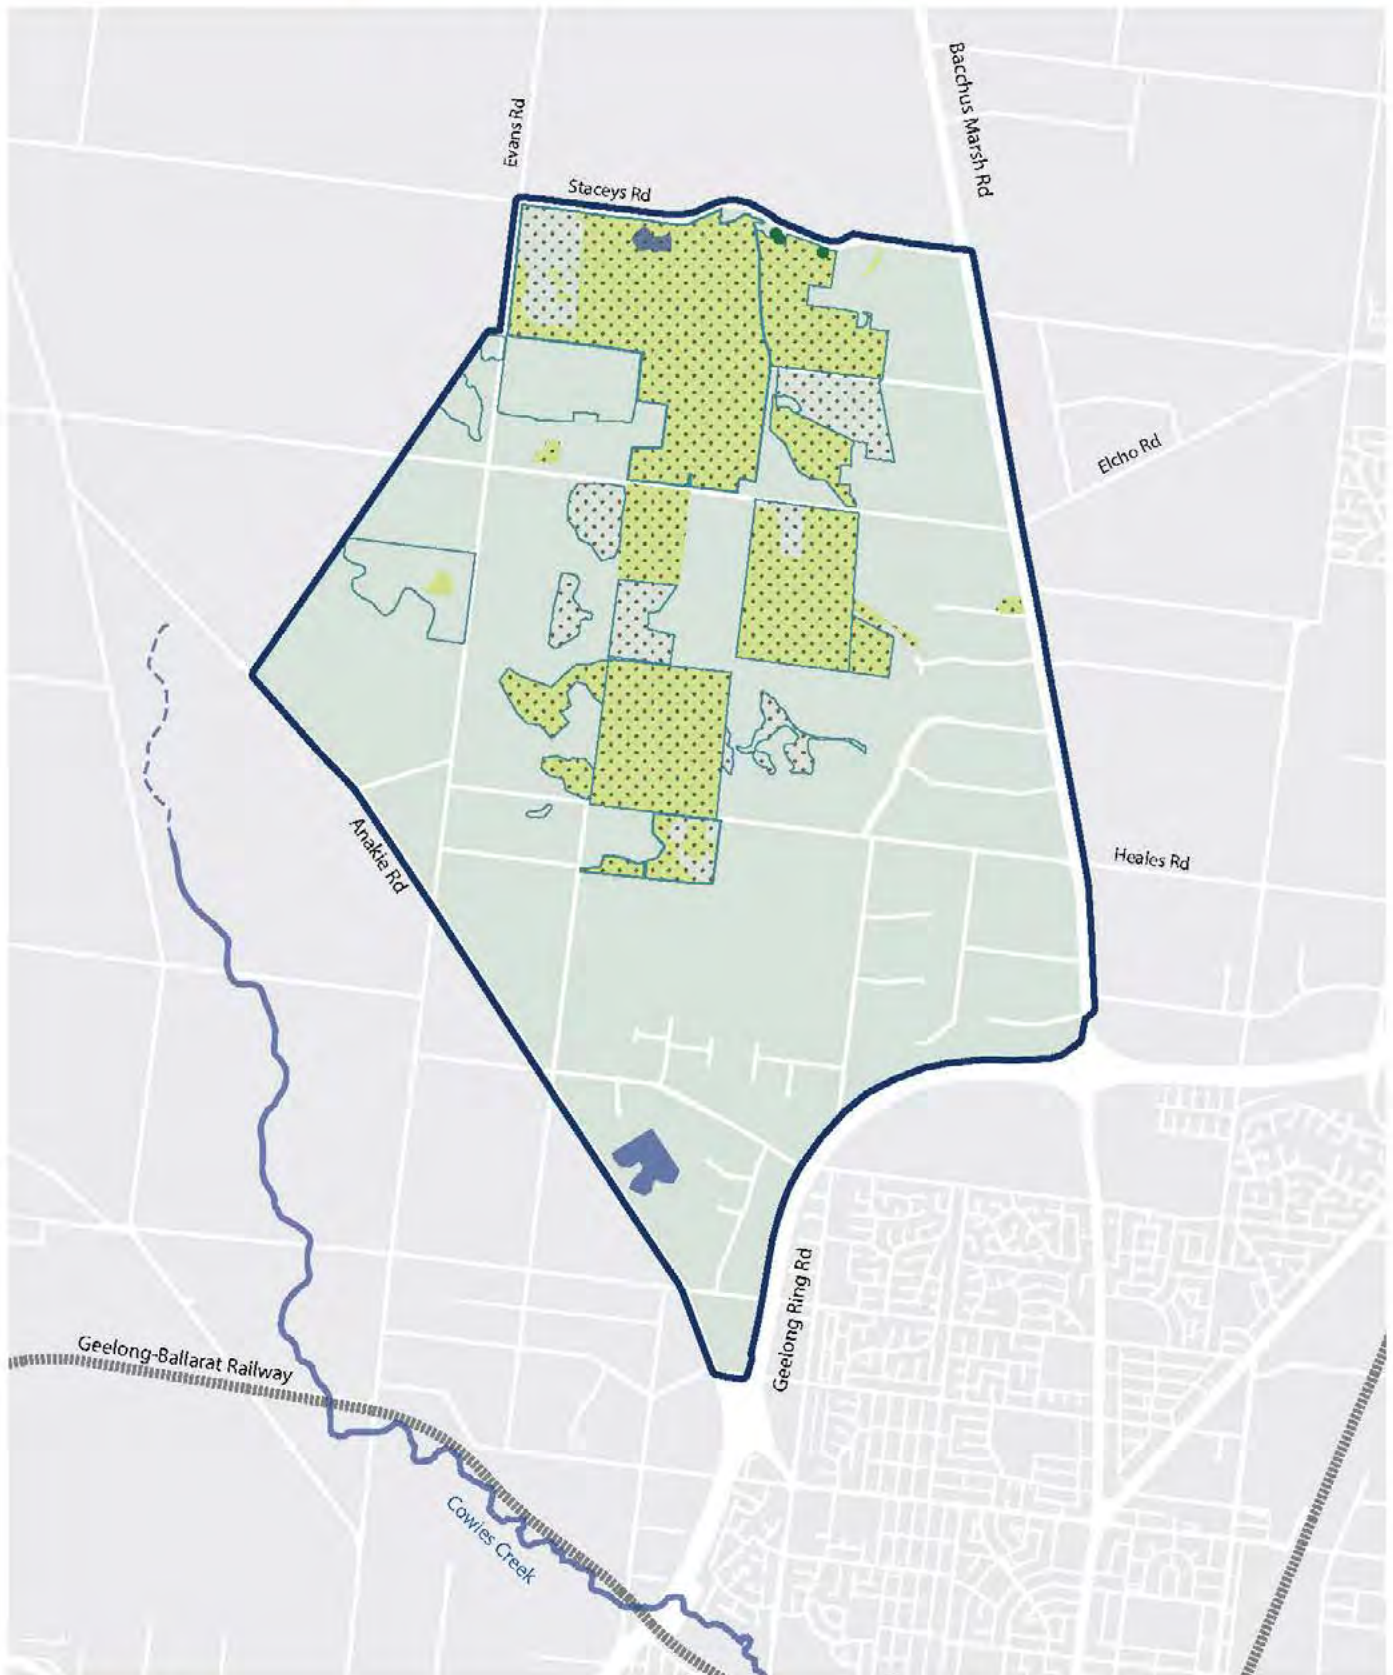 Bacchus Marsh Rd
Evans Rd
Staceys Rd
Elcho Rd
Anakie Rd
Heales Rd
Geelong Ring Rd
Geelong-Ballarat Railway
Cowies Creek